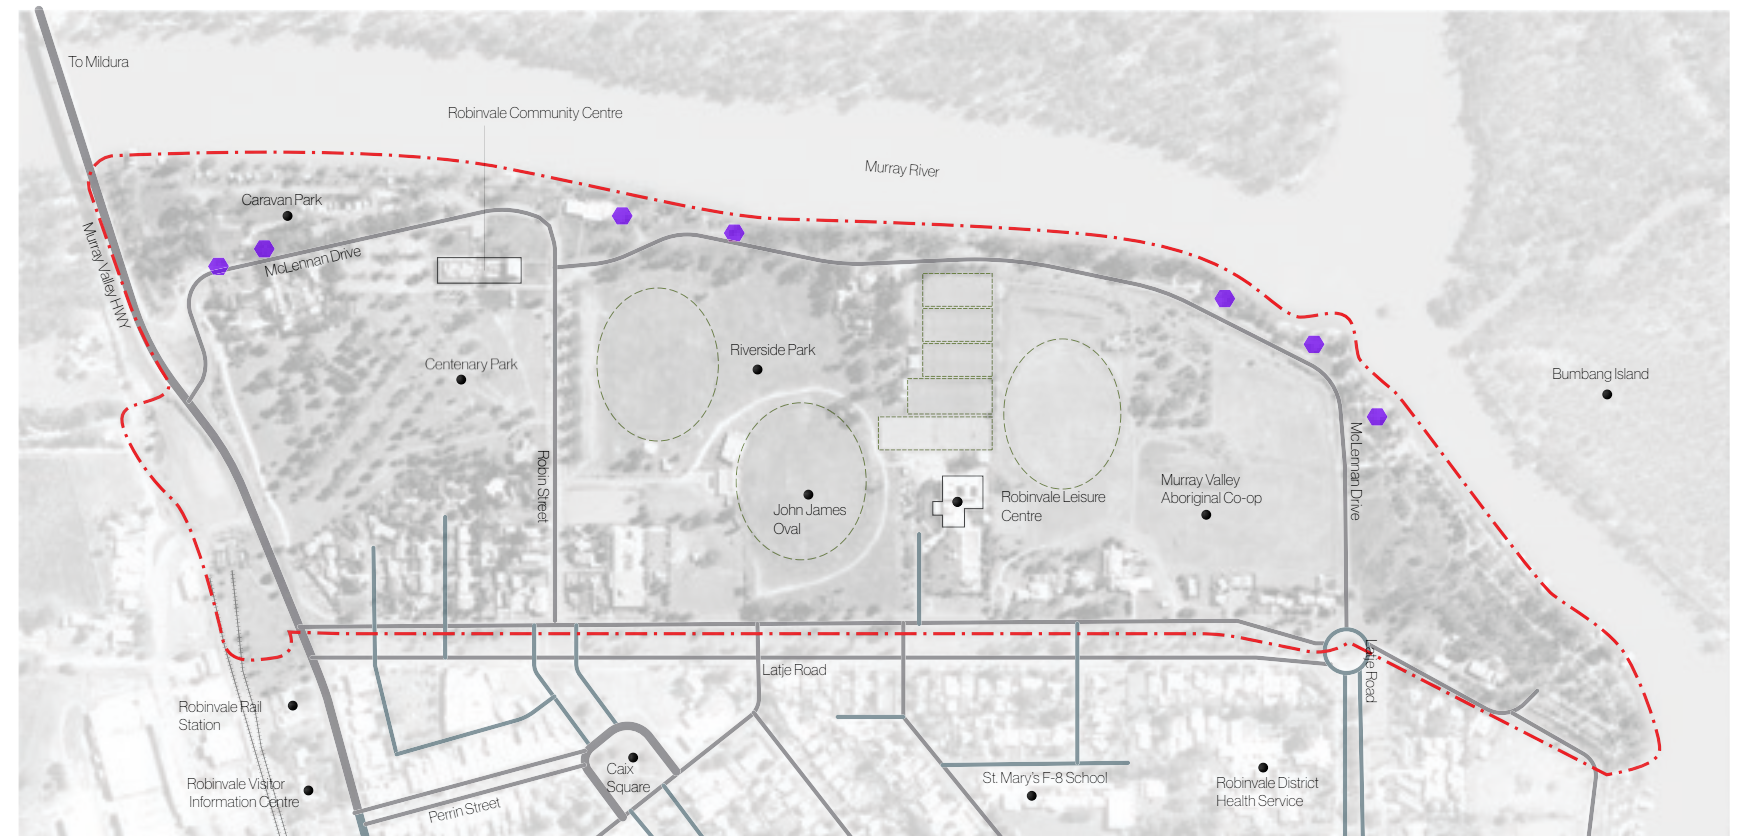 To Mildura
Robinvale Community Centre
Murray River
Caravan Park
Murray Valley HWY
McLennan Drive
Riverside Park
Centenary Park
Bumbang Island
Robin Street
McLennan Drive
Murray Valley
Aboriginal Co-op
Robinvale Leisure
Centre
John James
Oval
Latje Road
Latje Road
Robinvale Rail
Station
Caix
Square
St. Mary's F-8 School
Robinvale Visitor
Information Centre
Robinvale District
Health Service
Perrin Street